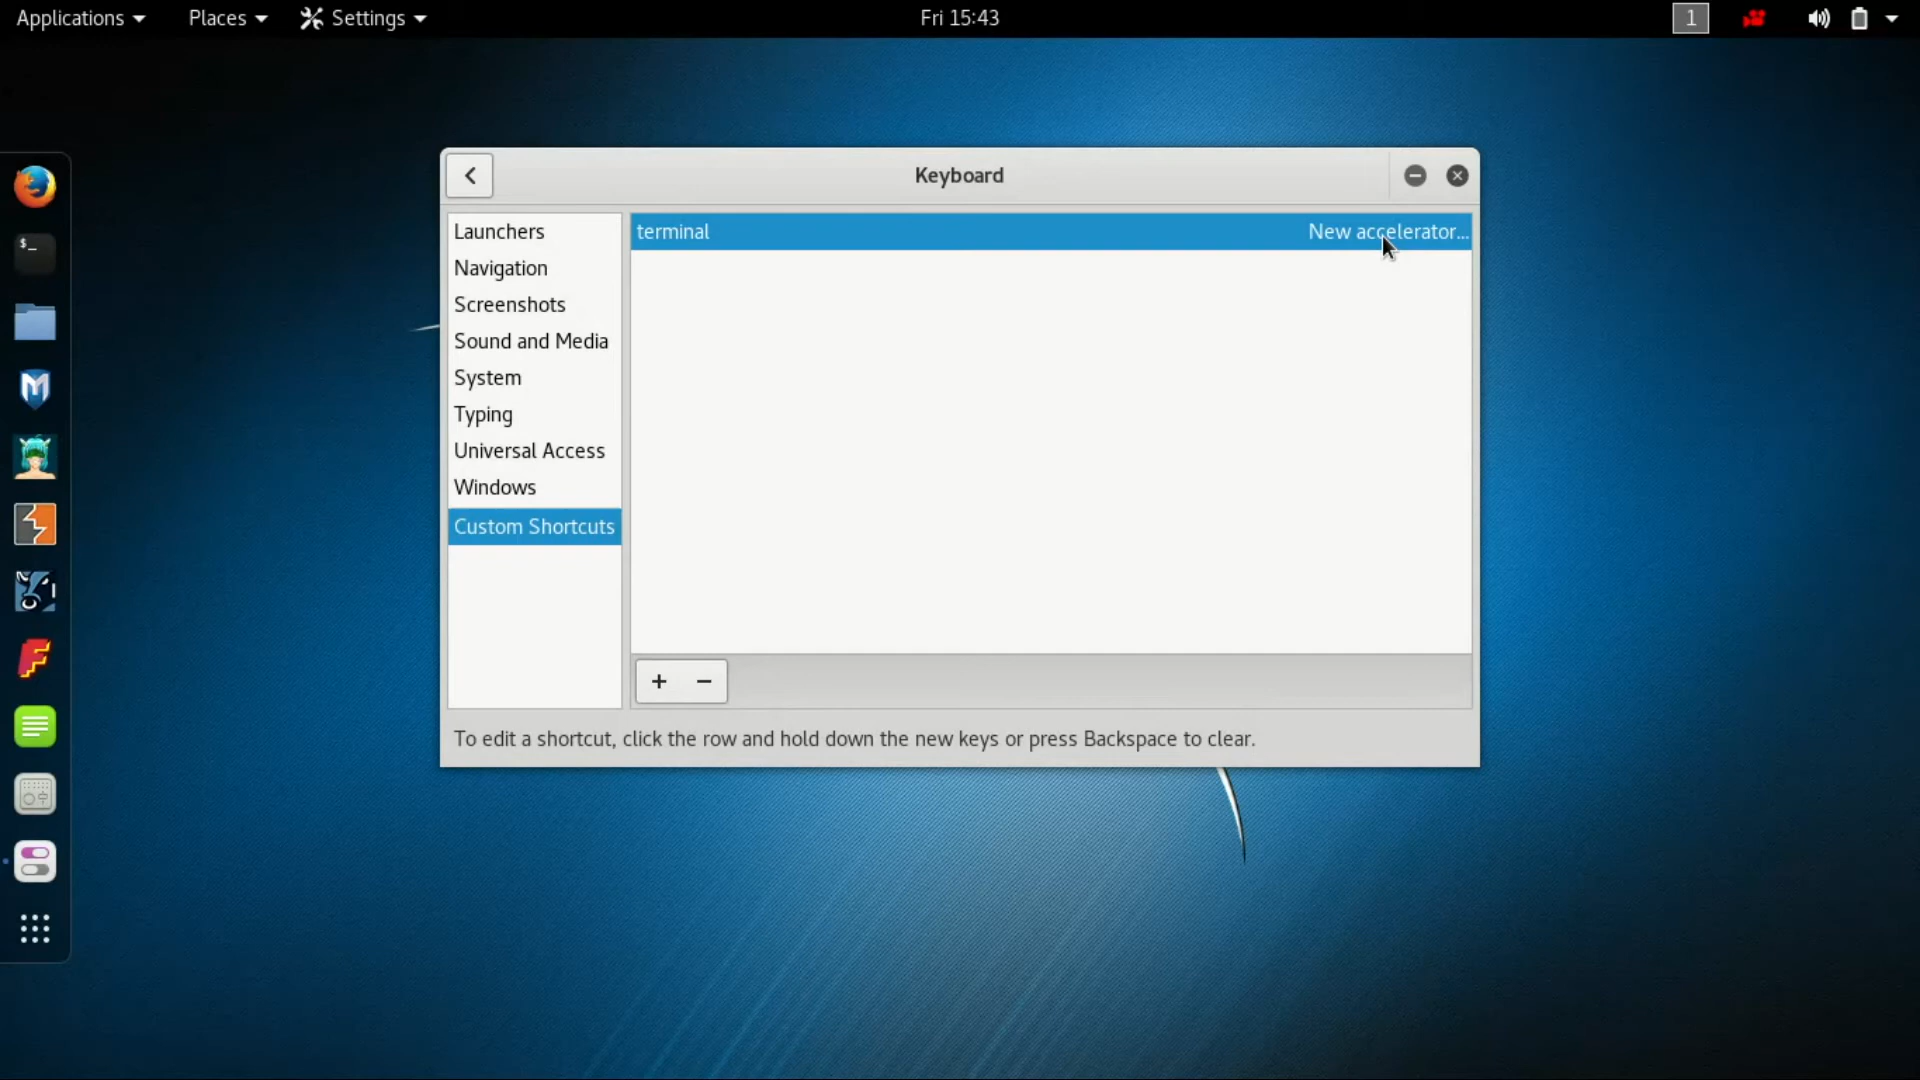 Applications Places Settings Fri 15:43 1
Keyboard
Launchers
Navigation
Screenshots
Sound and Media
System
Typing
Universal Access
Windows
Custom Shortcuts
terminal New accelerator...
+ −
To edit a shortcut, click the row and hold down the new keys or press Backspace to clear.
$_